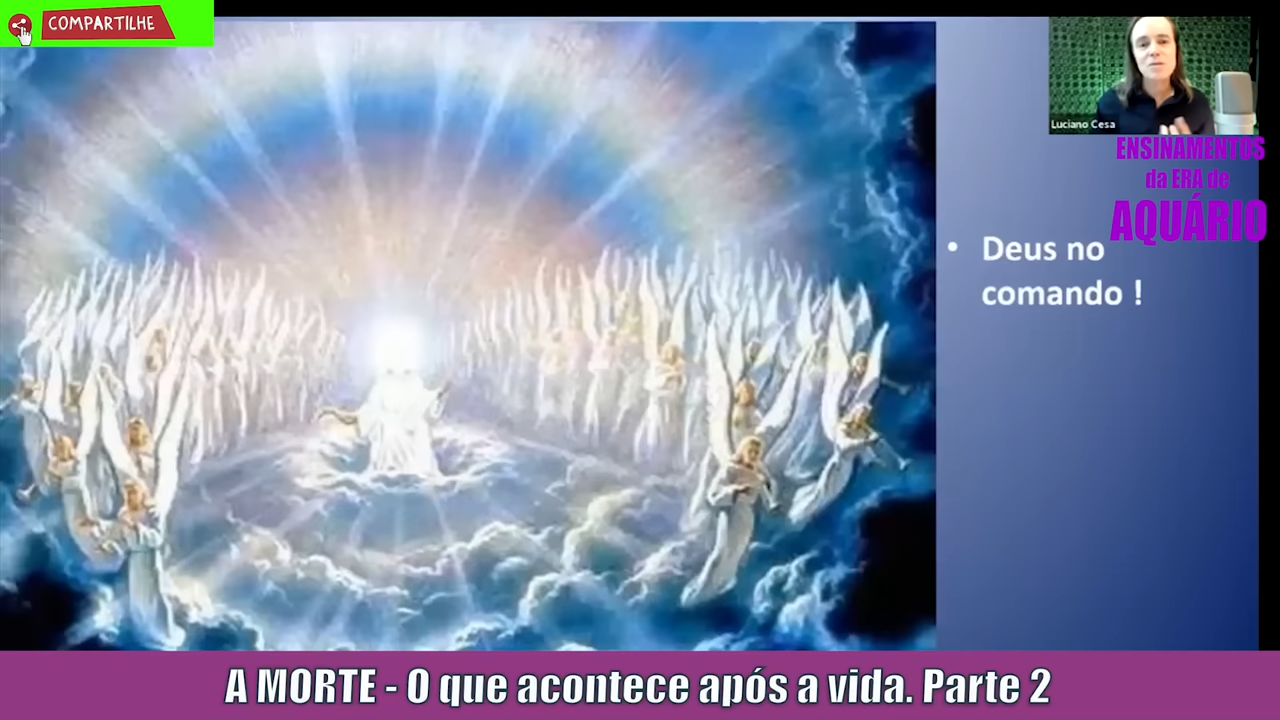 COMPARTILHE
Luciano Cesa
ENSINAMENTOS
da ERA de
AQUÁRIO
• Deus no
comando !
A MORTE - O que acontece após a vida. Parte 2